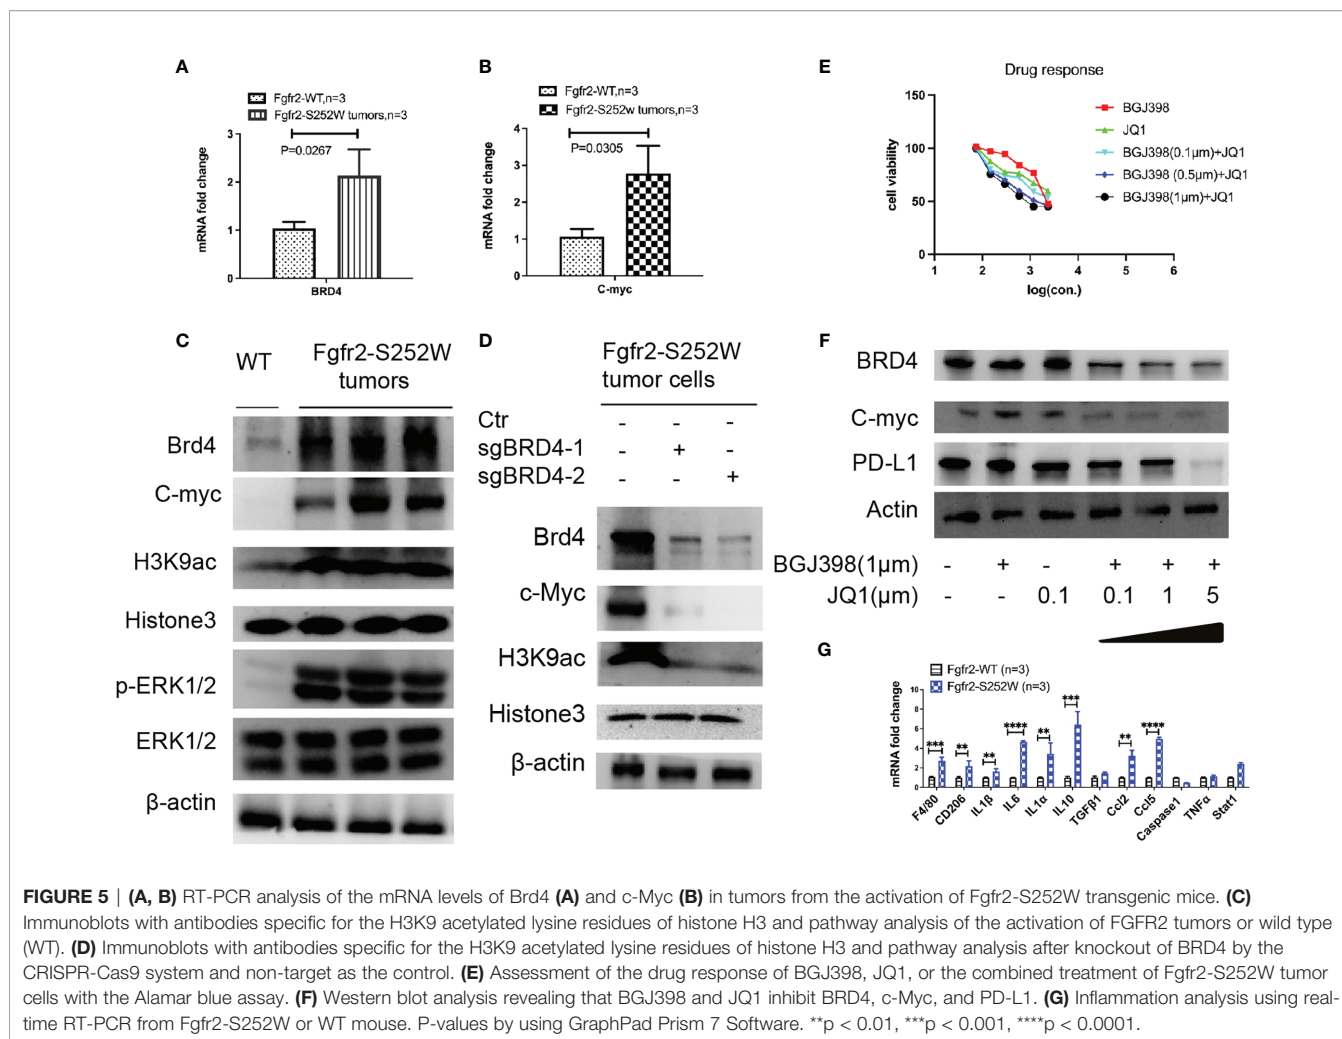 A
Fgfr2-WT,n=3
Fgfr2-S252W tumors,n=3
mRNA fold change
3
2
1
0
P=0.0267
BRD4
B
Fgfr2-WT,n=3
Fgfr2-S252w tumors,n=3
mRNA fold change
4
3
2
1
0
P=0.0305
C-myc
E
Drug response
cell viability
150
100
50
0
1 2 3 4 5 6
log(con.)
BGJ398
JQ1
BGJ398(0.1μm)+JQ1
BGJ398 (0.5μm)+JQ1
BGJ398(1μm)+JQ1
C
WT
Fgfr2-S252W
tumors
Brd4
C-myc
H3K9ac
Histone3
p-ERK1/2
ERK1/2
β-actin
D
Fgfr2-S252W
tumor cells
Ctr - - -
sgBRD4-1 - + -
sgBRD4-2 - - +
Brd4
c-Myc
H3K9ac
Histone3
β-actin
F
BRD4
C-myc
PD-L1
Actin
BGJ398(1μm) - + - + + +
JQ1(μm) - - 0.1 0.1 1 5
G
Fgfr2-WT (n=3)
Fgfr2-S252W (n=3)
mRNA fold change
10
8
6
4
2
0
*** ** ** **** ** *** ** ****
F4/80 CD206 IL1β IL6 IL1α IL10 TGFβ1 Ccl2 Ccl5 Caspase1 TNFα Stat1
FIGURE 5 | (A, B) RT-PCR analysis of the mRNA levels of Brd4 (A) and c-Myc (B) in tumors from the activation of Fgfr2-S252W transgenic mice. (C)
Immunoblots with antibodies specific for the H3K9 acetylated lysine residues of histone H3 and pathway analysis of the activation of FGFR2 tumors or wild type
(WT). (D) Immunoblots with antibodies specific for the H3K9 acetylated lysine residues of histone H3 and pathway analysis after knockout of BRD4 by the
CRISPR-Cas9 system and non-target as the control. (E) Assessment of the drug response of BGJ398, JQ1, or the combined treatment of Fgfr2-S252W tumor
cells with the Alamar blue assay. (F) Western blot analysis revealing that BGJ398 and JQ1 inhibit BRD4, c-Myc, and PD-L1. (G) Inflammation analysis using real-
time RT-PCR from Fgfr2-S252W or WT mouse. P-values by using GraphPad Prism 7 Software. **p < 0.01, ***p < 0.001, ****p < 0.0001.